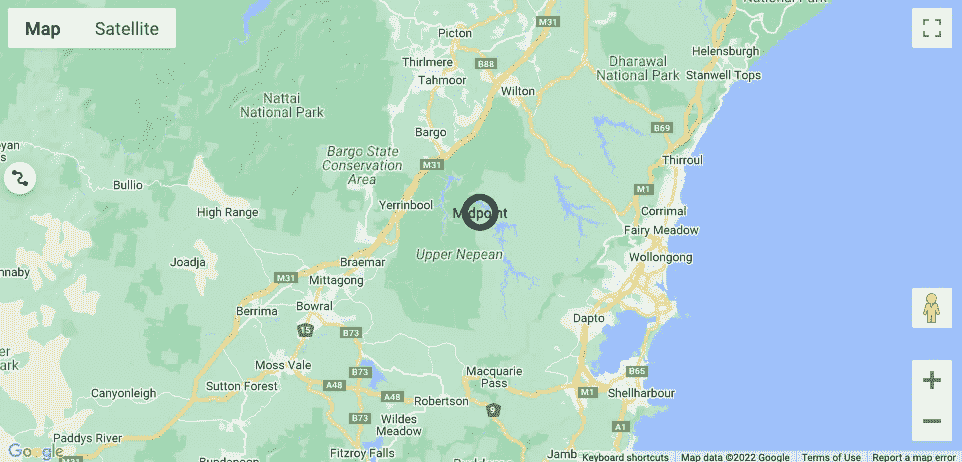 Map
Satellite
National Park
Picton
M31
Helensburgh
Thirlmere
B88
Dharawal
National Park
Stanwell Tops
Tahmoor
Wilton
Nattai
National Park
Bargo
B69
Bargo State
Conservation
Area
M31
Thirroul
Bullio
M1
High Range
Yerrinbool
Midpoint
Corrimal
Fairy Meadow
Upper Nepean
Wollongong
Joadja
Braemar
M31
Mittagong
Berrima
Bowral
15
B73
Dapto
Moss Vale
Macquarie
Pass
B73
B65
Sutton Forest
A48
A48
M1
Shellharbour
Canyonleigh
Robertson
9
B73
Wildes
Meadow
A1
Paddys River
Fitzroy Falls
Google
M31
Bundanoon
Jamb
Keyboard shortcuts
Map data ©2022 Google
Terms of Use
Report a map error